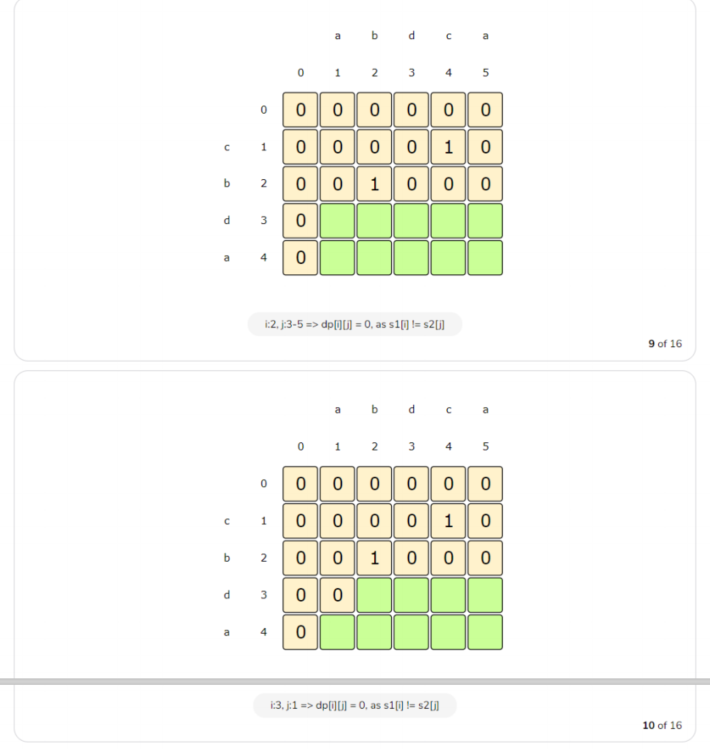 a b d c a
0 1 2 3 4 5
0 0 0 0 0 0 0
c 1 0 0 0 0 1 0
b 2 0 0 1 0 0 0
d 3 0
a 4 0
i:2, j:3-5 => dp[i][j] = 0, as s1[i] != s2[j]
9 of 16
a b d c a
0 1 2 3 4 5
0 0 0 0 0 0 0
c 1 0 0 0 0 1 0
b 2 0 0 1 0 0 0
d 3 0 0
a 4 0
i:3, j:1 => dp[i][j] = 0, as s1[i] != s2[j]
10 of 16